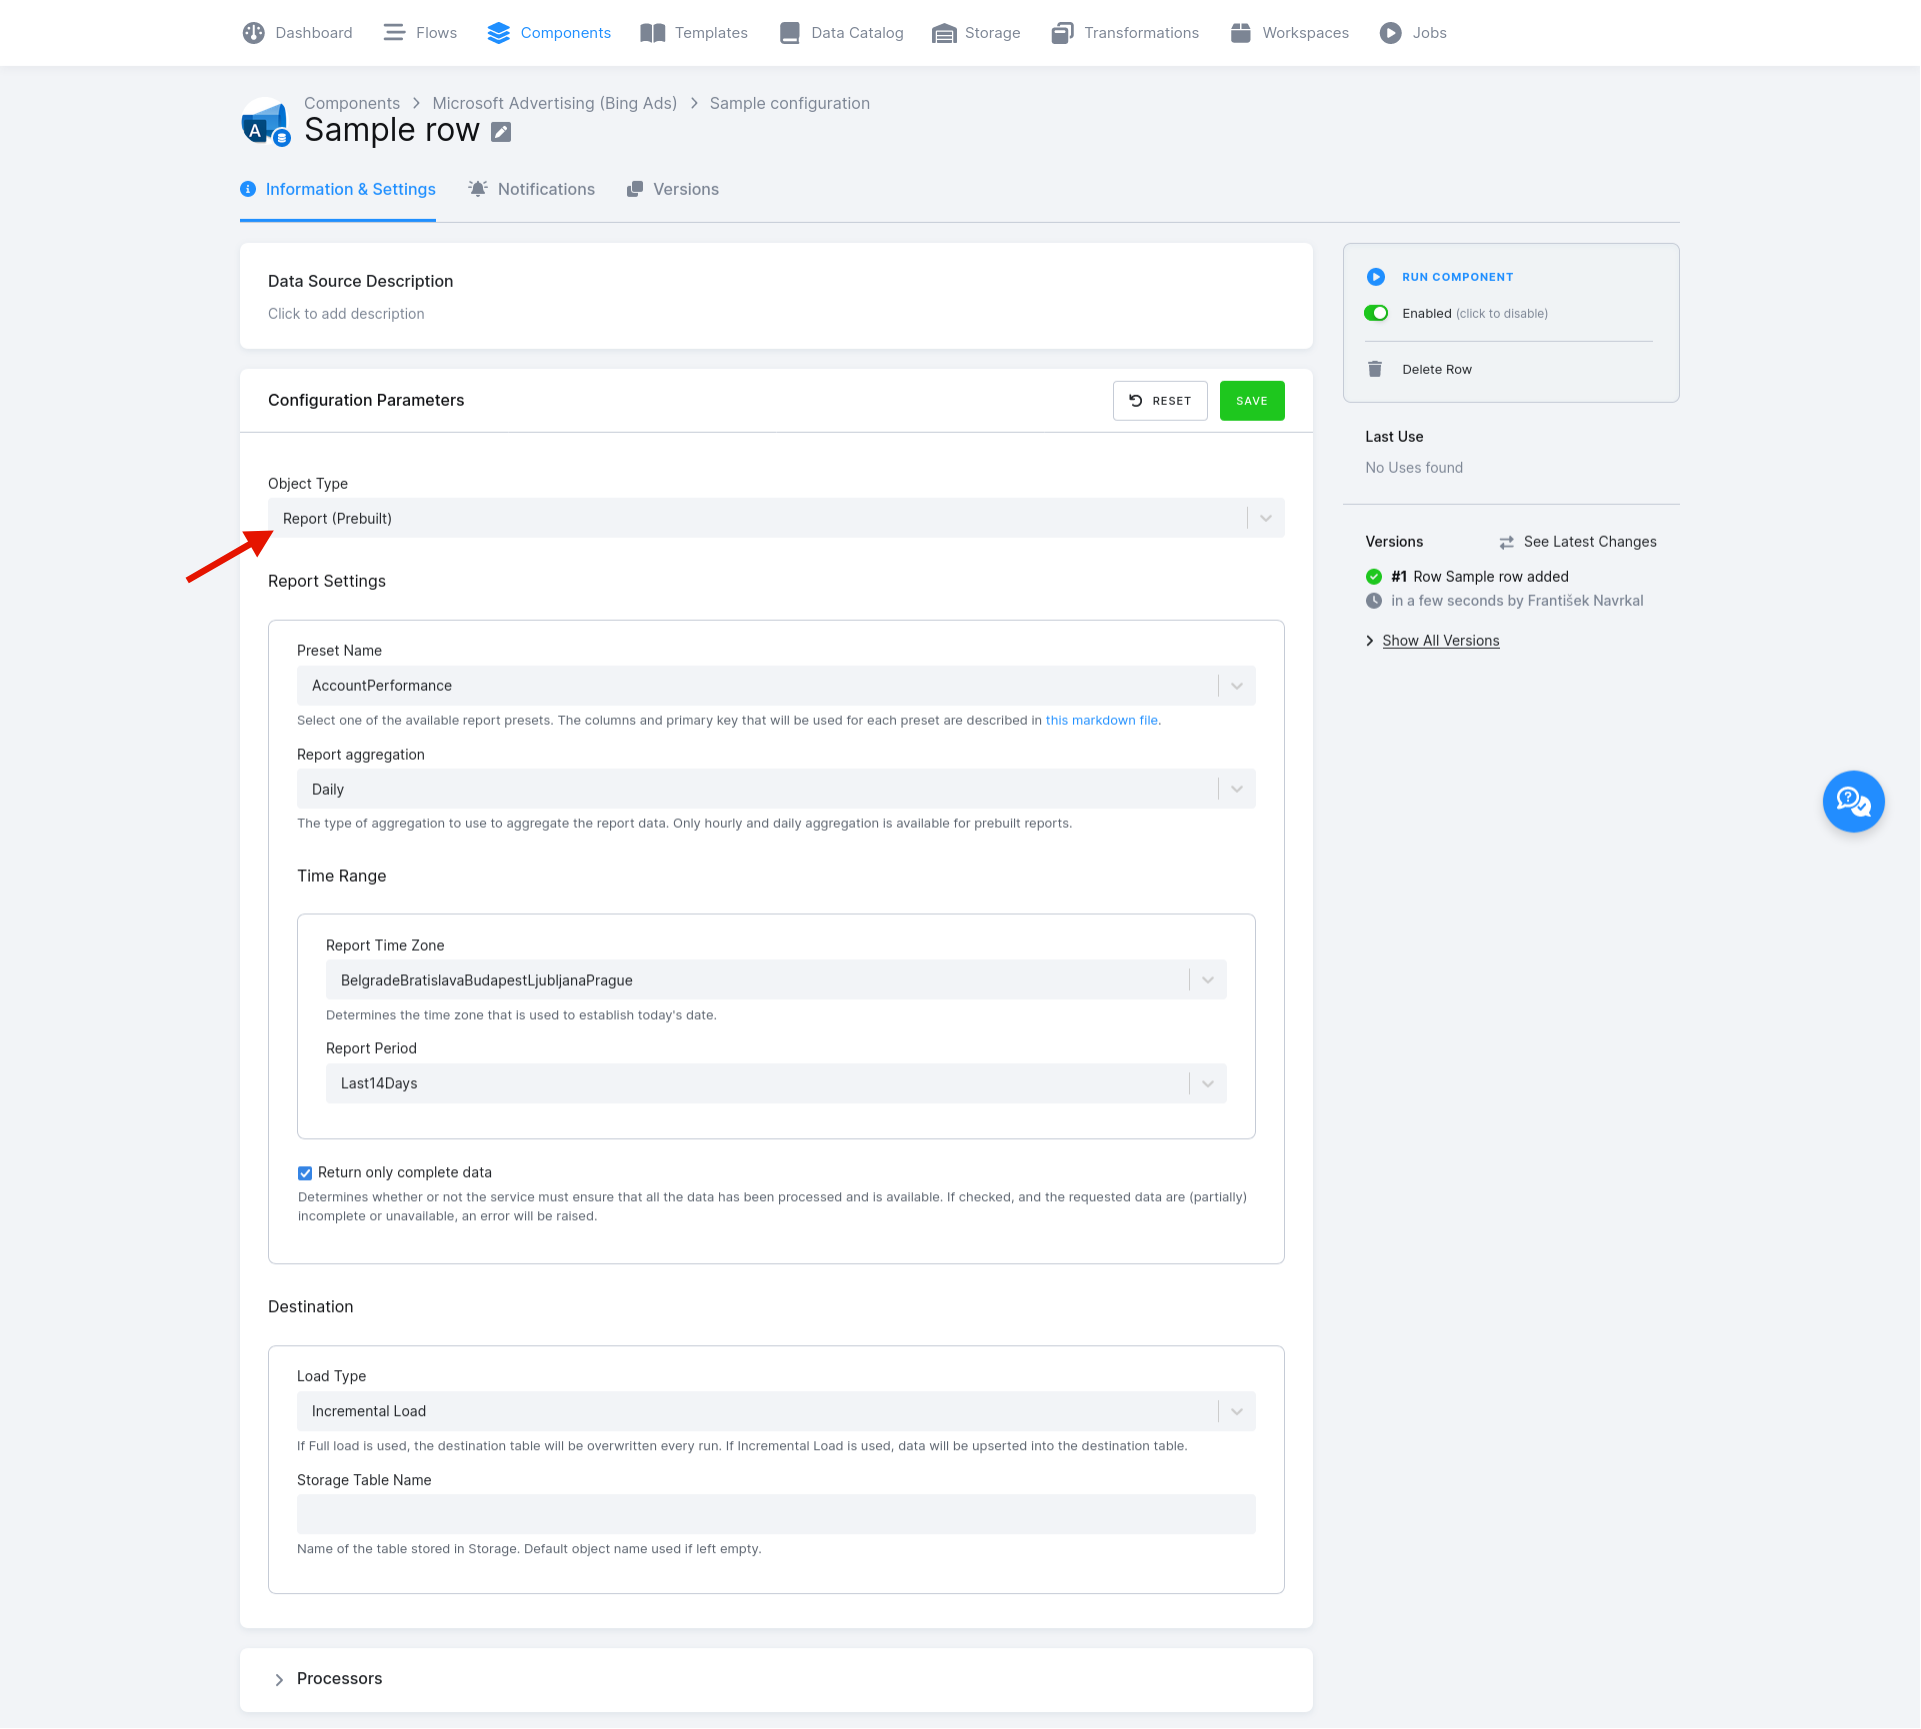 Dashboard Flows Components Templates Data Catalog Storage Transformations Workspaces Jobs
Components > Microsoft Advertising (Bing Ads) > Sample configuration
A
Sample row
Information & Settings Notifications Versions
Data Source Description
Click to add description
RUN COMPONENT
Enabled (click to disable)
Delete Row
Configuration Parameters RESET SAVE
Last Use
No Uses found
Object Type
Report (Prebuilt)
Versions See Latest Changes
#1 Row Sample row added
in a few seconds by František Navrkal
Show All Versions
Report Settings
Preset Name
AccountPerformance
Select one of the available report presets. The columns and primary key that will be used for each preset are described in this markdown file.
Report aggregation
Daily
The type of aggregation to use to aggregate the report data. Only hourly and daily aggregation is available for prebuilt reports.
Time Range
Report Time Zone
BelgradeBratislavaBudapestLjubljanaPrague
Determines the time zone that is used to establish today's date.
Report Period
Last14Days
Return only complete data
Determines whether or not the service must ensure that all the data has been processed and is available. If checked, and the requested data are (partially)
incomplete or unavailable, an error will be raised.
Destination
Load Type
Incremental Load
If Full load is used, the destination table will be overwritten every run. If Incremental Load is used, data will be upserted into the destination table.
Storage Table Name
Name of the table stored in Storage. Default object name used if left empty.
Processors